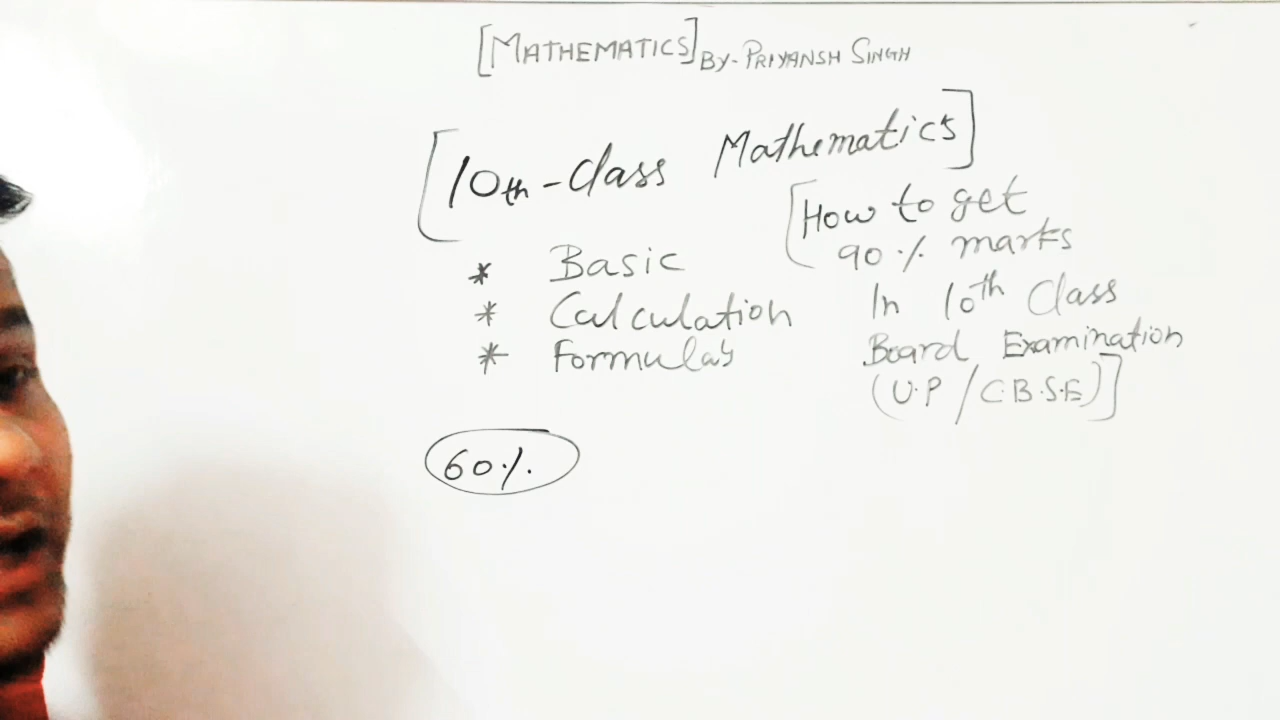 [MATHEMATICS] BY- PRIYANSH SINGH
[10th - Class Mathematics]
[How to get
90% marks
In 10th Class
Board Examination
(U.P / C.B.S.E)]
* Basic
* Calculation
* Formulas
60%